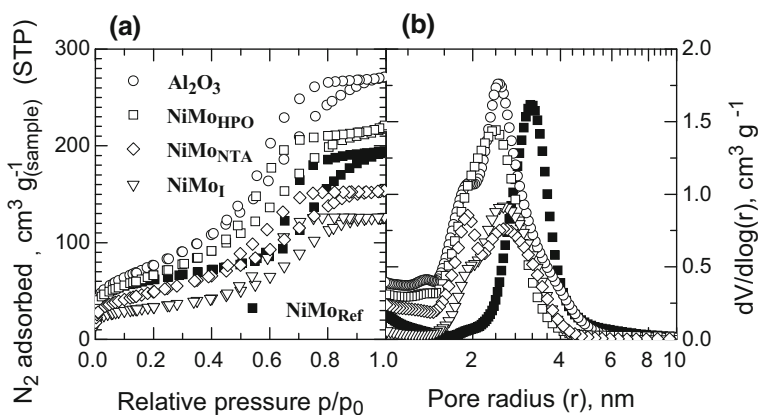 (a)
(b)
N2 adsorbed , cm3 g-1(sample) (STP)
300
200
100
0
Al2O3
NiMoHPO
NiMoNTA
NiMoI
NiMoRef
0.0 0.2 0.4 0.6 0.8 1.0
Relative pressure p/p0
2 4 6 8 10
Pore radius (r), nm
2.0
1.5
1.0
0.5
0.0
dV/dlog(r), cm3 g-1